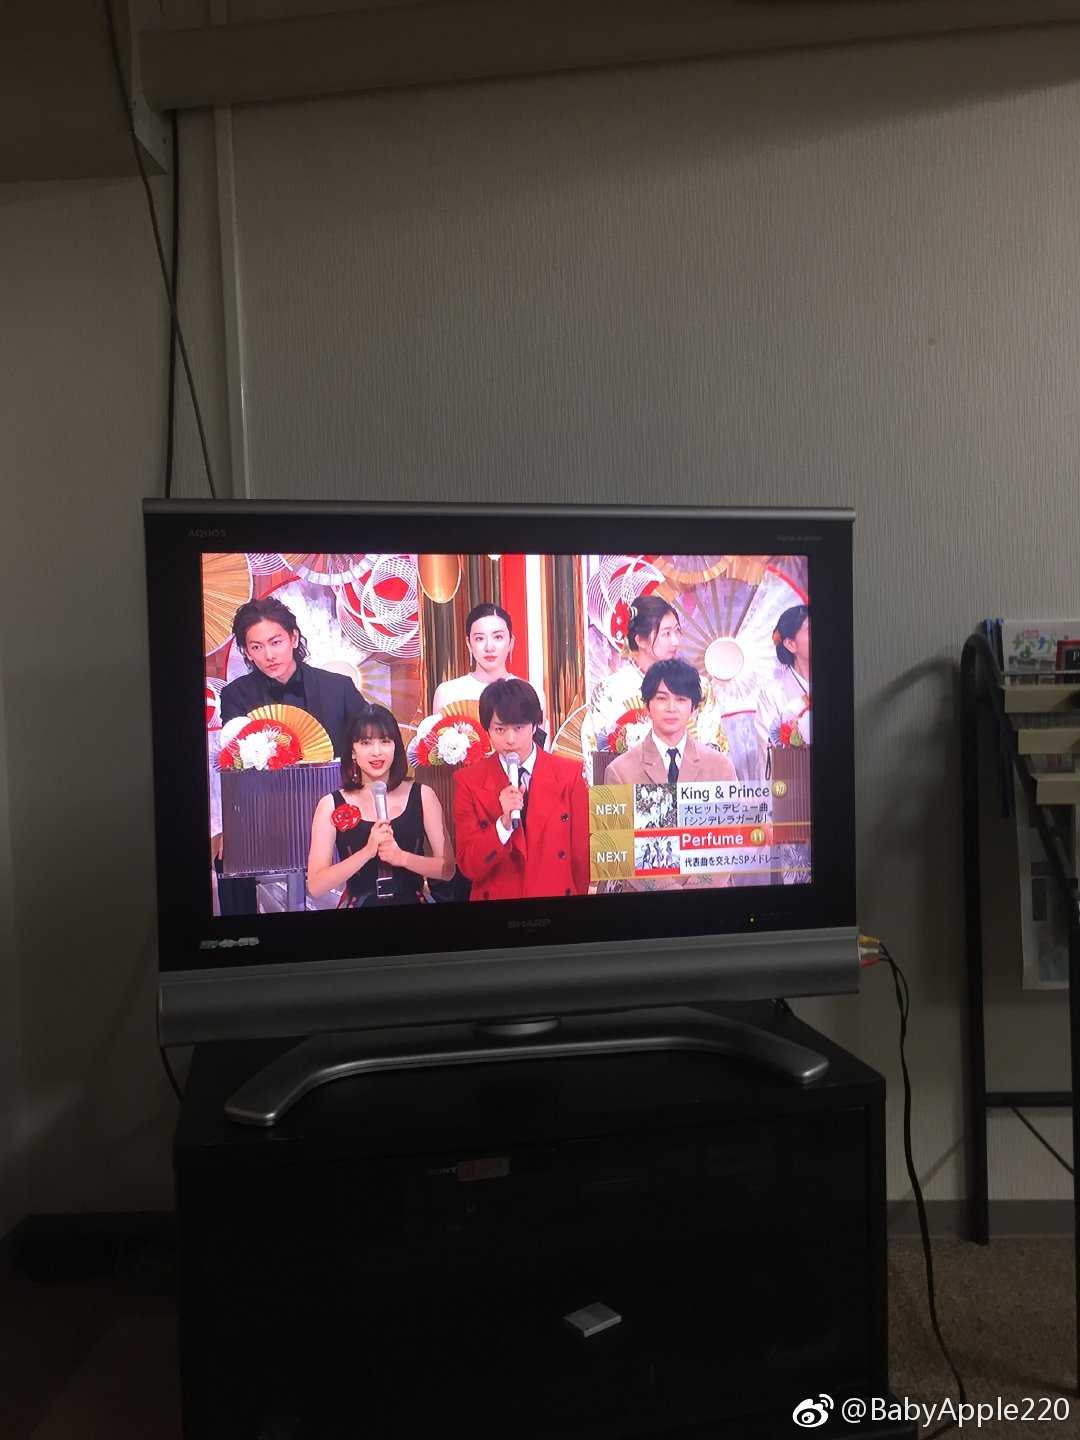 AQUOS
NEXT
King & Prince 初
大ヒットデビュー曲
「シンデレラガール」
NEXT
Perfume 11
代表曲を交えたSPメドレー
SHARP
SONY
@BabyApple220